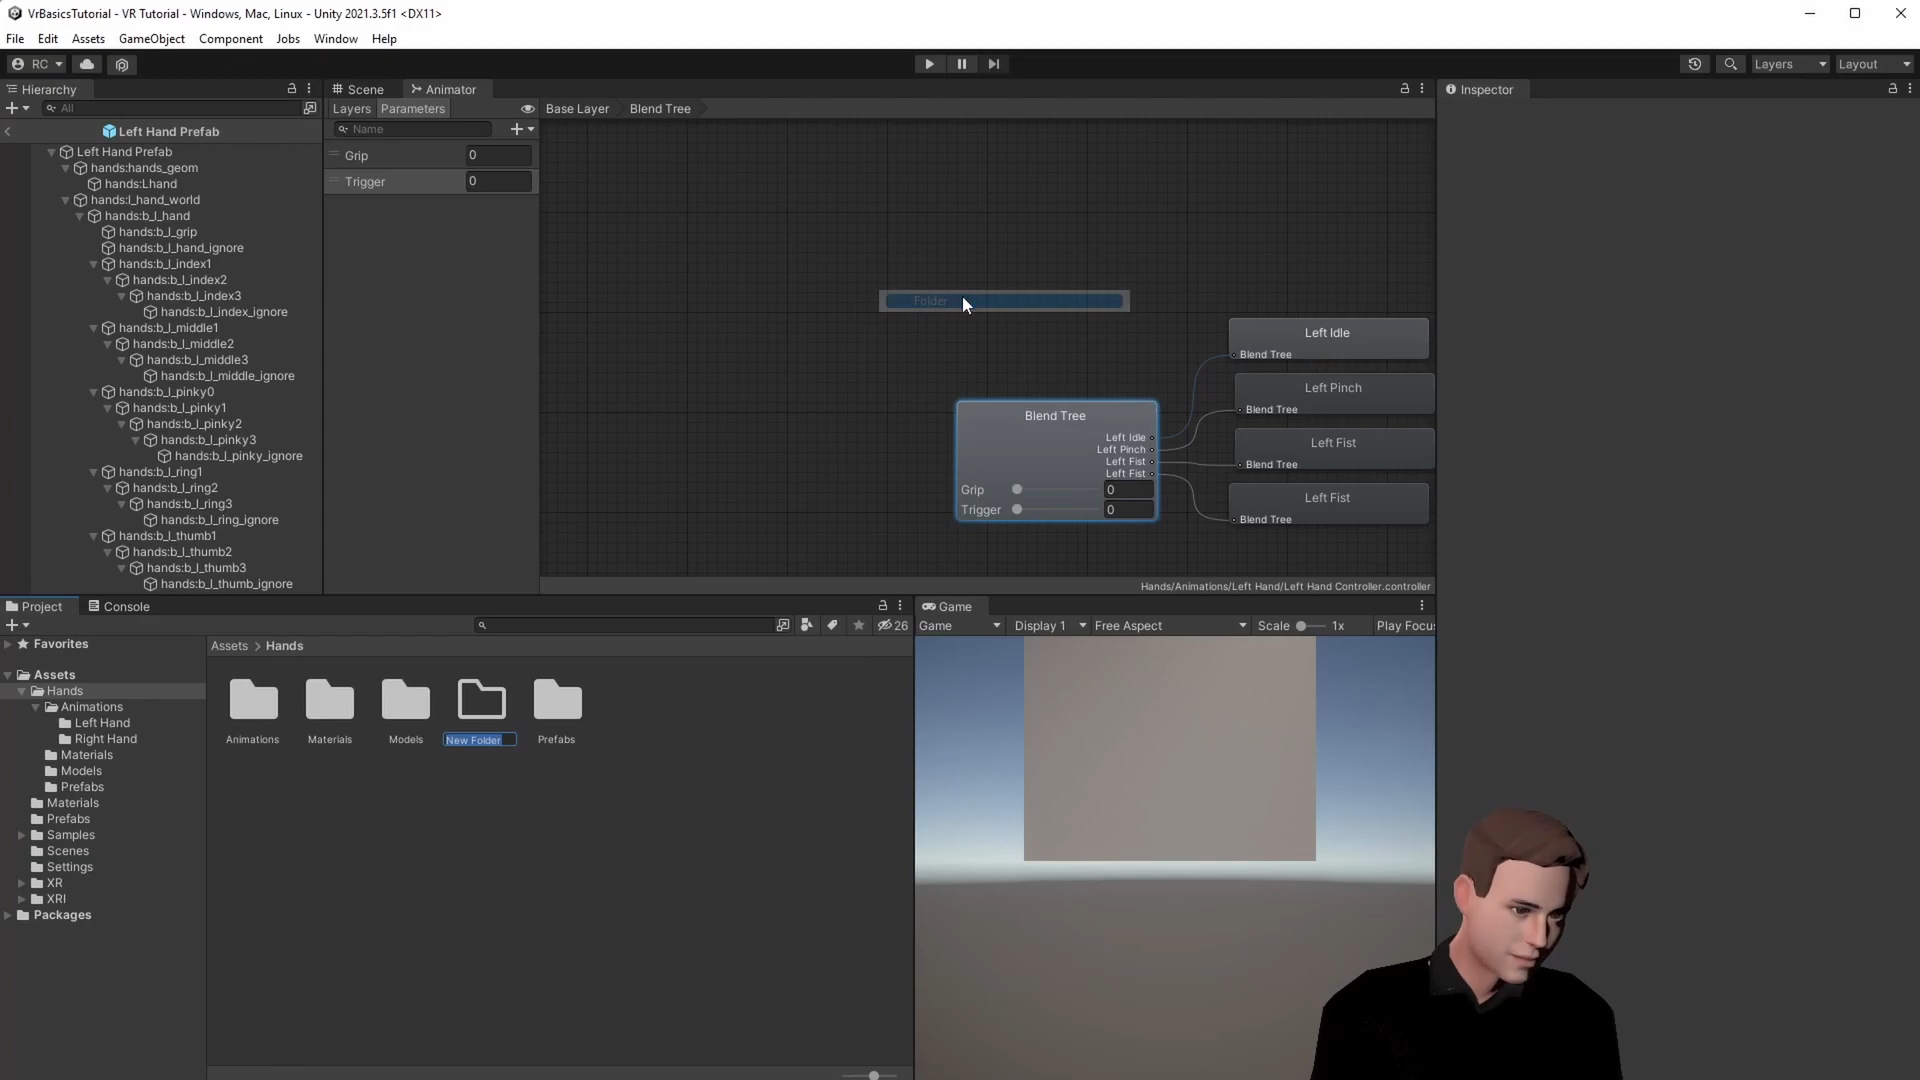 VrBasicsTutorial - VR Tutorial - Windows, Mac, Linux - Unity 2021.3.5f1 <DX11>
File Edit Assets GameObject Component Jobs Window Help
RC Layers Layout
Hierarchy
All
Left Hand Prefab
Left Hand Prefab
hands:hands_geom
hands:Lhand
hands:l_hand_world
hands:b_l_hand
hands:b_l_grip
hands:b_l_hand_ignore
hands:b_l_index1
hands:b_l_index2
hands:b_l_index3
hands:b_l_index_ignore
hands:b_l_middle1
hands:b_l_middle2
hands:b_l_middle3
hands:b_l_middle_ignore
hands:b_l_pinky0
hands:b_l_pinky1
hands:b_l_pinky2
hands:b_l_pinky3
hands:b_l_pinky_ignore
hands:b_l_ring1
hands:b_l_ring2
hands:b_l_ring3
hands:b_l_ring_ignore
hands:b_l_thumb1
hands:b_l_thumb2
hands:b_l_thumb3
hands:b_l_thumb_ignore
Scene Animator
Layers Parameters Base Layer Blend Tree
Name
Grip 0
Trigger 0
Folder
Blend Tree
Left Idle
Left Pinch
Left Fist
Left Fist
Grip 0
Trigger 0
Left Idle
Blend Tree
Left Pinch
Blend Tree
Left Fist
Blend Tree
Left Fist
Blend Tree
Hands/Animations/Left Hand/Left Hand Controller.controller
Inspector
Project Console
26
Favorites
Assets
Hands
Animations
Left Hand
Right Hand
Materials
Models
Prefabs
Materials
Prefabs
Samples
Scenes
Settings
XR
XRI
Packages
Assets > Hands
Animations Materials Models New Folder Prefabs
Game
Game Display 1 Free Aspect Scale 1x Play Focu